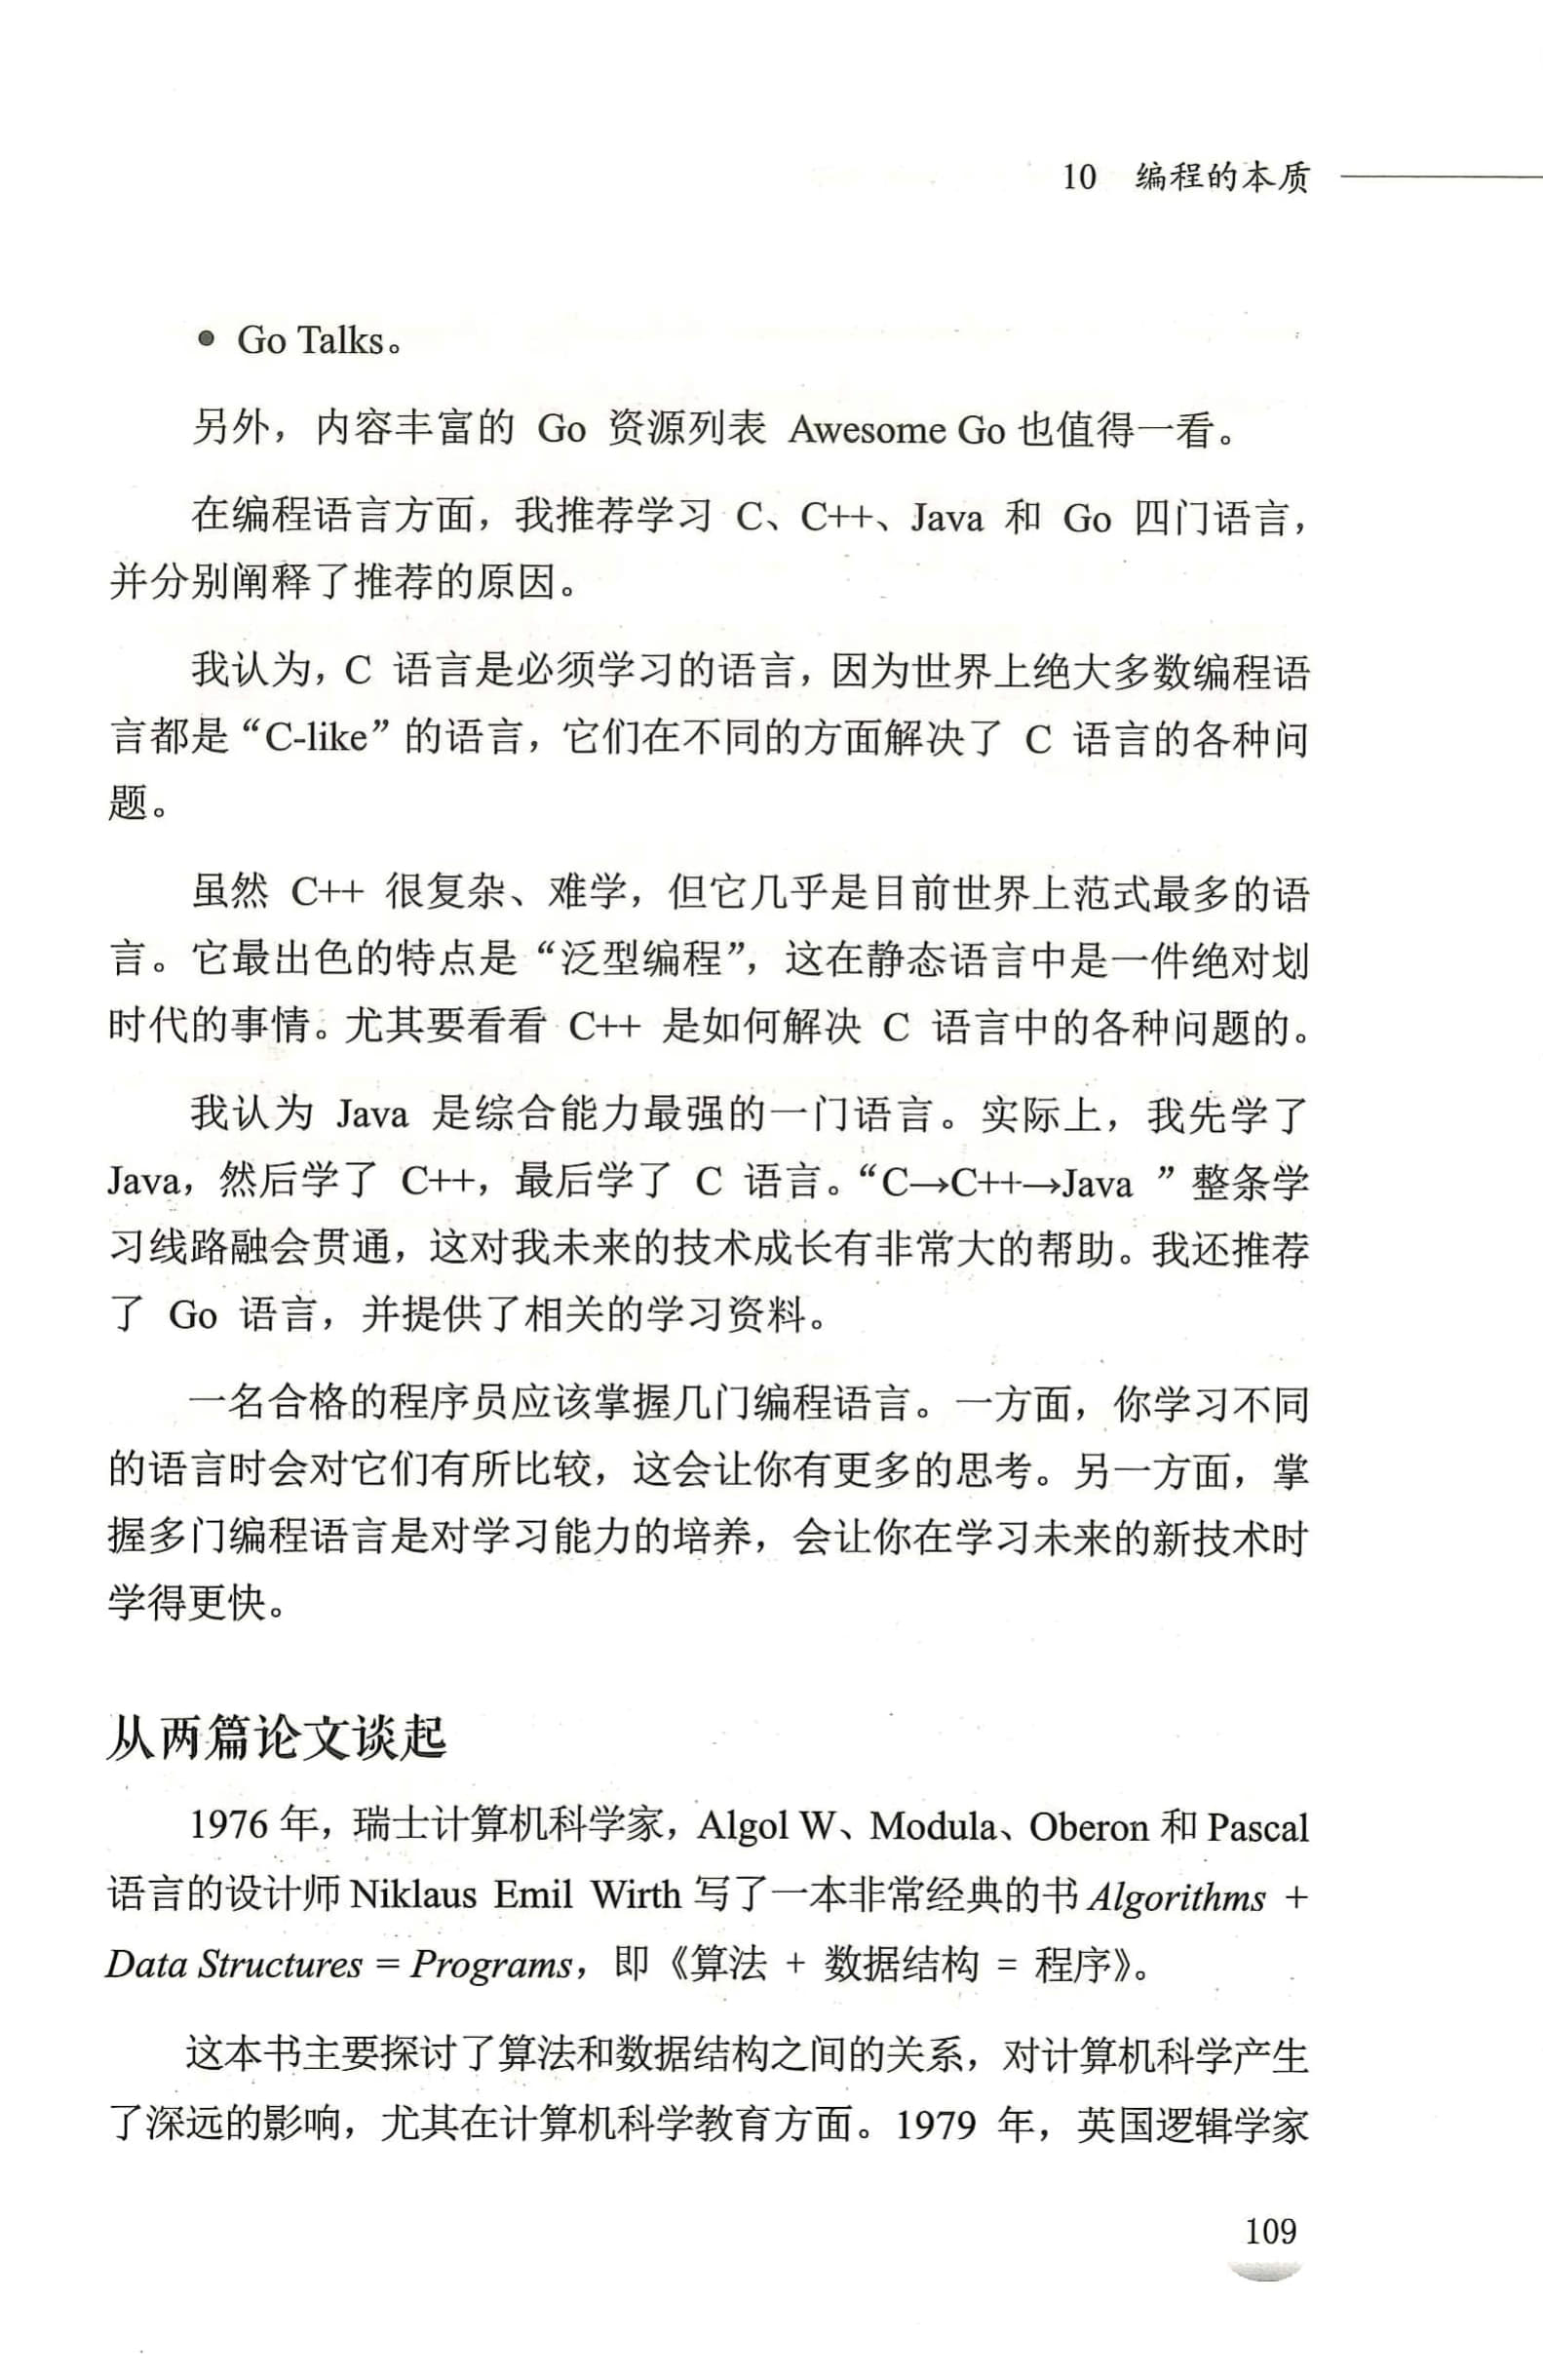 10 编程的本质
● Go Talks。
另外，内容丰富的 Go 资源列表 Awesome Go 也值得一看。
在编程语言方面，我推荐学习 C、C++、Java 和 Go 四门语言，
并分别阐释了推荐的原因。
我认为，C 语言是必须学习的语言，因为世界上绝大多数编程语
言都是“C-like”的语言，它们在不同的方面解决了 C 语言的各种问
题。
虽然 C++ 很复杂、难学，但它几乎是目前世界上范式最多的语
言。它最出色的特点是“泛型编程”，这在静态语言中是一件绝对划
时代的事情。尤其要看看 C++ 是如何解决 C 语言中的各种问题的。
我认为 Java 是综合能力最强的一门语言。实际上，我先学了
Java，然后学了 C++，最后学了 C 语言。“C→C++→Java ”整条学
习线路融会贯通，这对我未来的技术成长有非常大的帮助。我还推荐
了 Go 语言，并提供了相关的学习资料。
一名合格的程序员应该掌握几门编程语言。一方面，你学习不同
的语言时会对它们有所比较，这会让你有更多的思考。另一方面，掌
握多门编程语言是对学习能力的培养，会让你在学习未来的新技术时
学得更快。
从两篇论文谈起
1976 年，瑞士计算机科学家，Algol W、Modula、Oberon 和 Pascal
语言的设计师 Niklaus Emil Wirth 写了一本非常经典的书 Algorithms +
Data Structures = Programs，即《算法 + 数据结构 = 程序》。
这本书主要探讨了算法和数据结构之间的关系，对计算机科学产生
了深远的影响，尤其在计算机科学教育方面。1979 年，英国逻辑学家
109